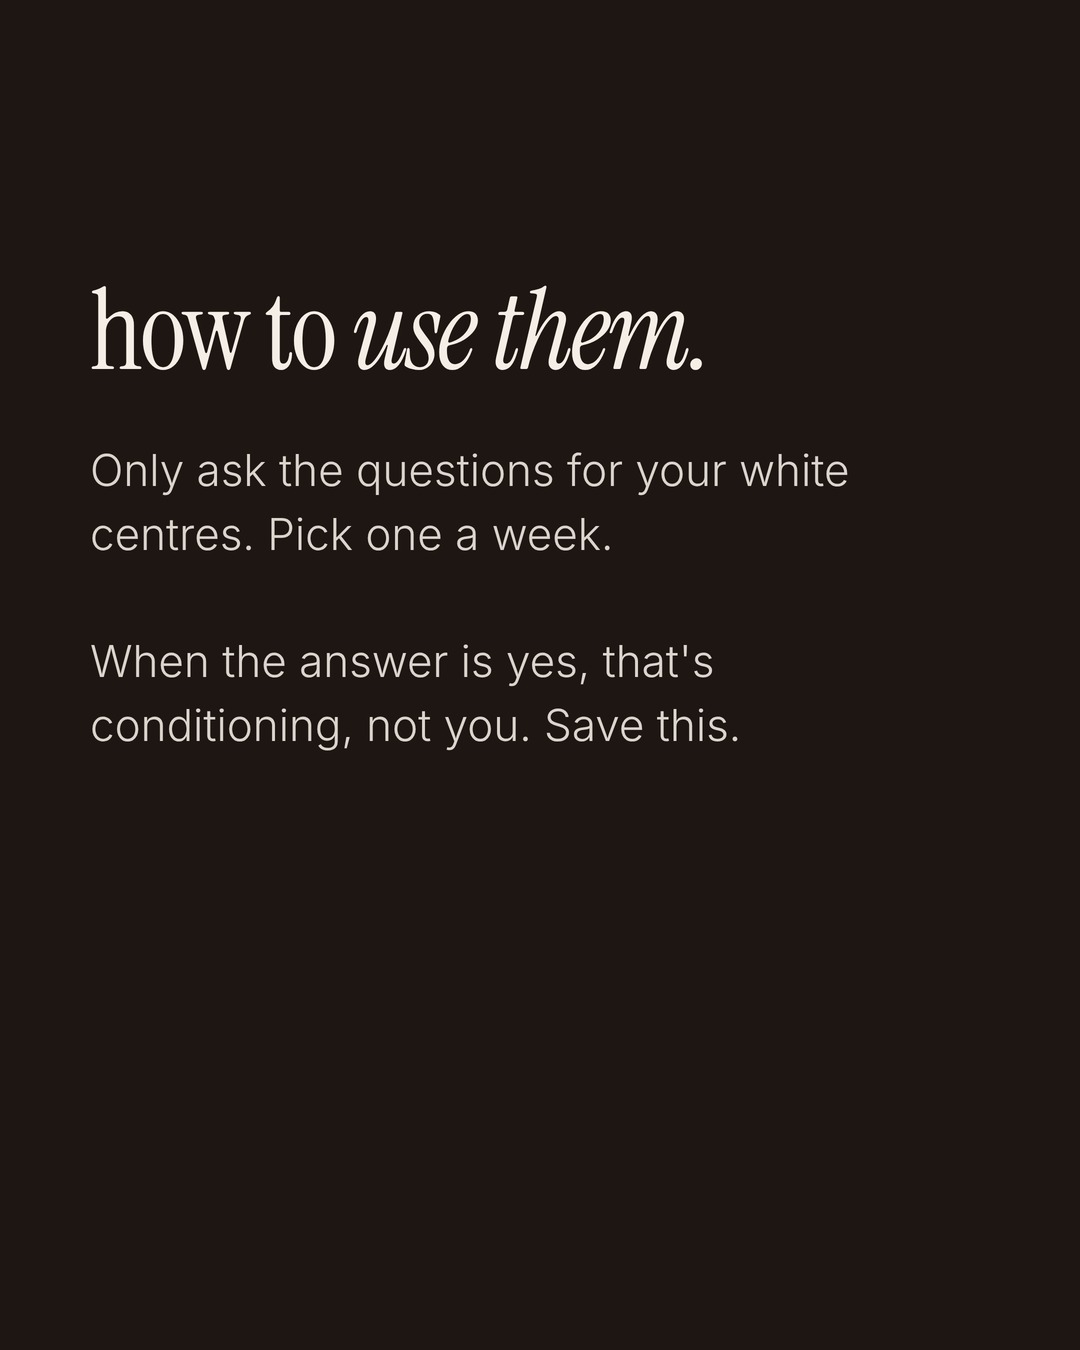 how to use them.
Only ask the questions for your white
centres. Pick one a week.
When the answer is yes, that's
conditioning, not you. Save this.